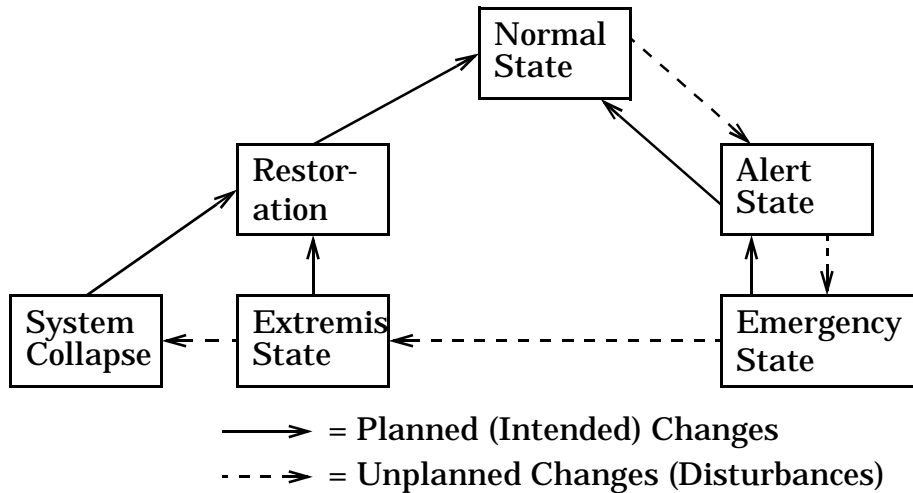 Normal
State
Restor-
ation
Alert
State
System
Collapse
Extremis
State
Emergency
State
= Planned (Intended) Changes
= Unplanned Changes (Disturbances)